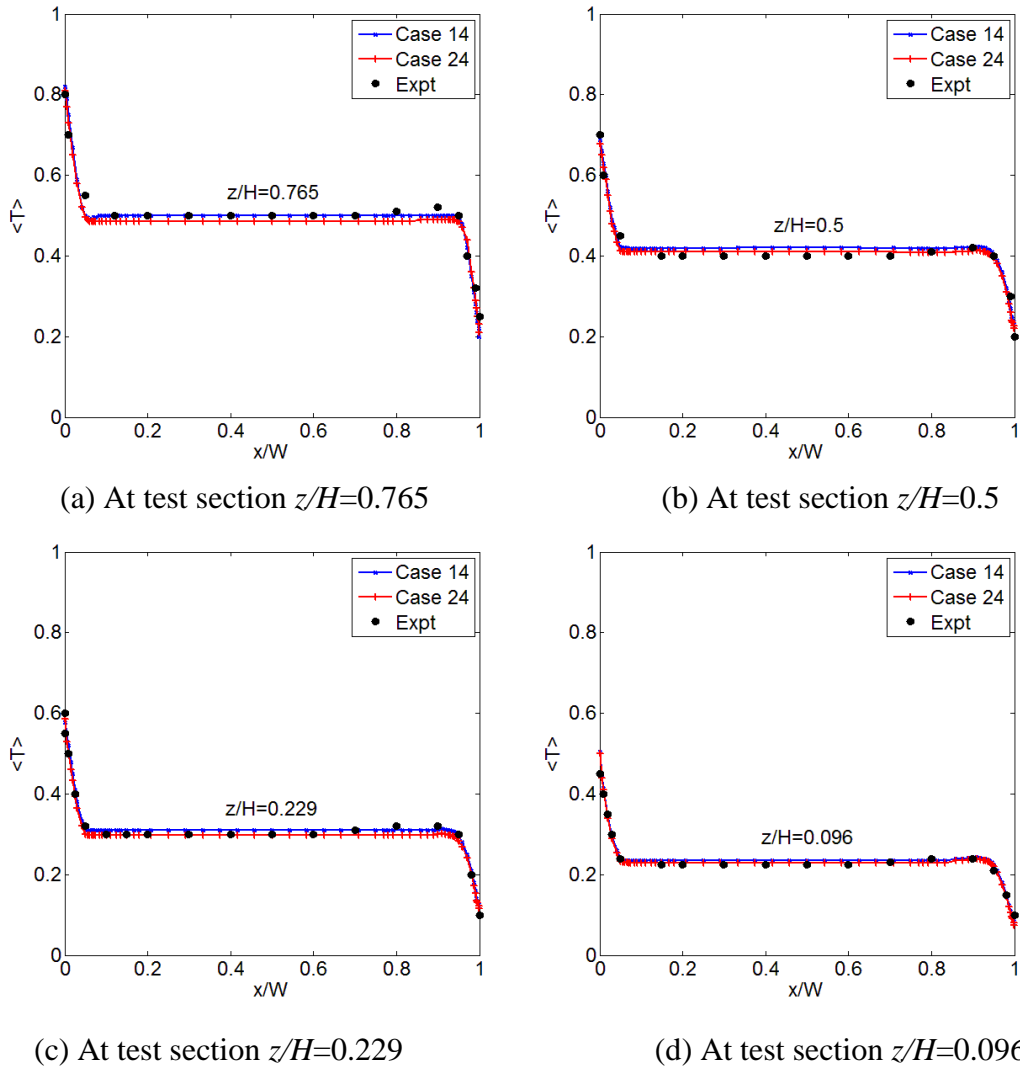 1
0.8
0.6
0.4
0.2
0
<T>
Case 14
Case 24
Expt
z/H=0.765
0 0.2 0.4 0.6 0.8 1
x/W
(a) At test section z/H=0.765
1
0.8
0.6
0.4
0.2
0
<T>
Case 14
Case 24
Expt
z/H=0.5
0 0.2 0.4 0.6 0.8 1
x/W
(b) At test section z/H=0.5
1
0.8
0.6
0.4
0.2
0
<T>
Case 14
Case 24
Expt
z/H=0.229
0 0.2 0.4 0.6 0.8 1
x/W
(c) At test section z/H=0.229
1
0.8
0.6
0.4
0.2
0
<T>
Case 14
Case 24
Expt
z/H=0.096
0 0.2 0.4 0.6 0.8 1
x/W
(d) At test section z/H=0.096